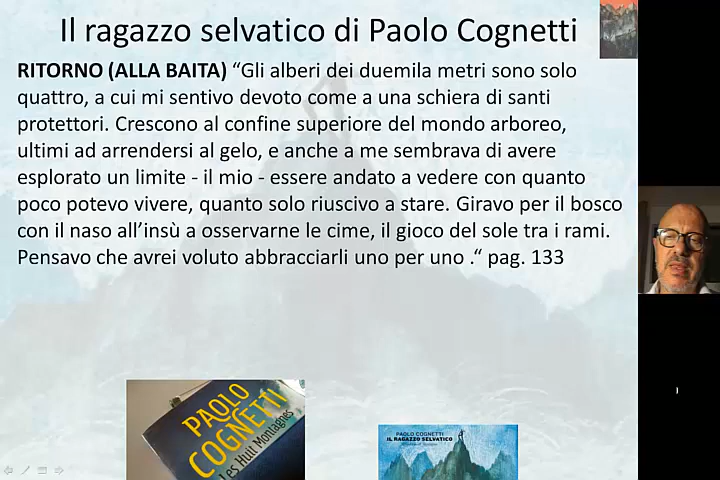 Il ragazzo selvatico di Paolo Cognetti
RITORNO (ALLA BAITA) “Gli alberi dei duemila metri sono solo
quattro, a cui mi sentivo devoto come a una schiera di santi
protettori. Crescono al confine superiore del mondo arboreo,
ultimi ad arrendersi al gelo, e anche a me sembrava di avere
esplorato un limite - il mio - essere andato a vedere con quanto
poco potevo vivere, quanto solo riuscivo a stare. Giravo per il bosco
con il naso all’insù a osservarne le cime, il gioco del sole tra i rami.
Pensavo che avrei voluto abbracciarli uno per uno .“ pag. 133
PAOLO
COGNETTI
Les Huit Montagnes
PAOLO COGNETTI
IL RAGAZZO SELVATICO